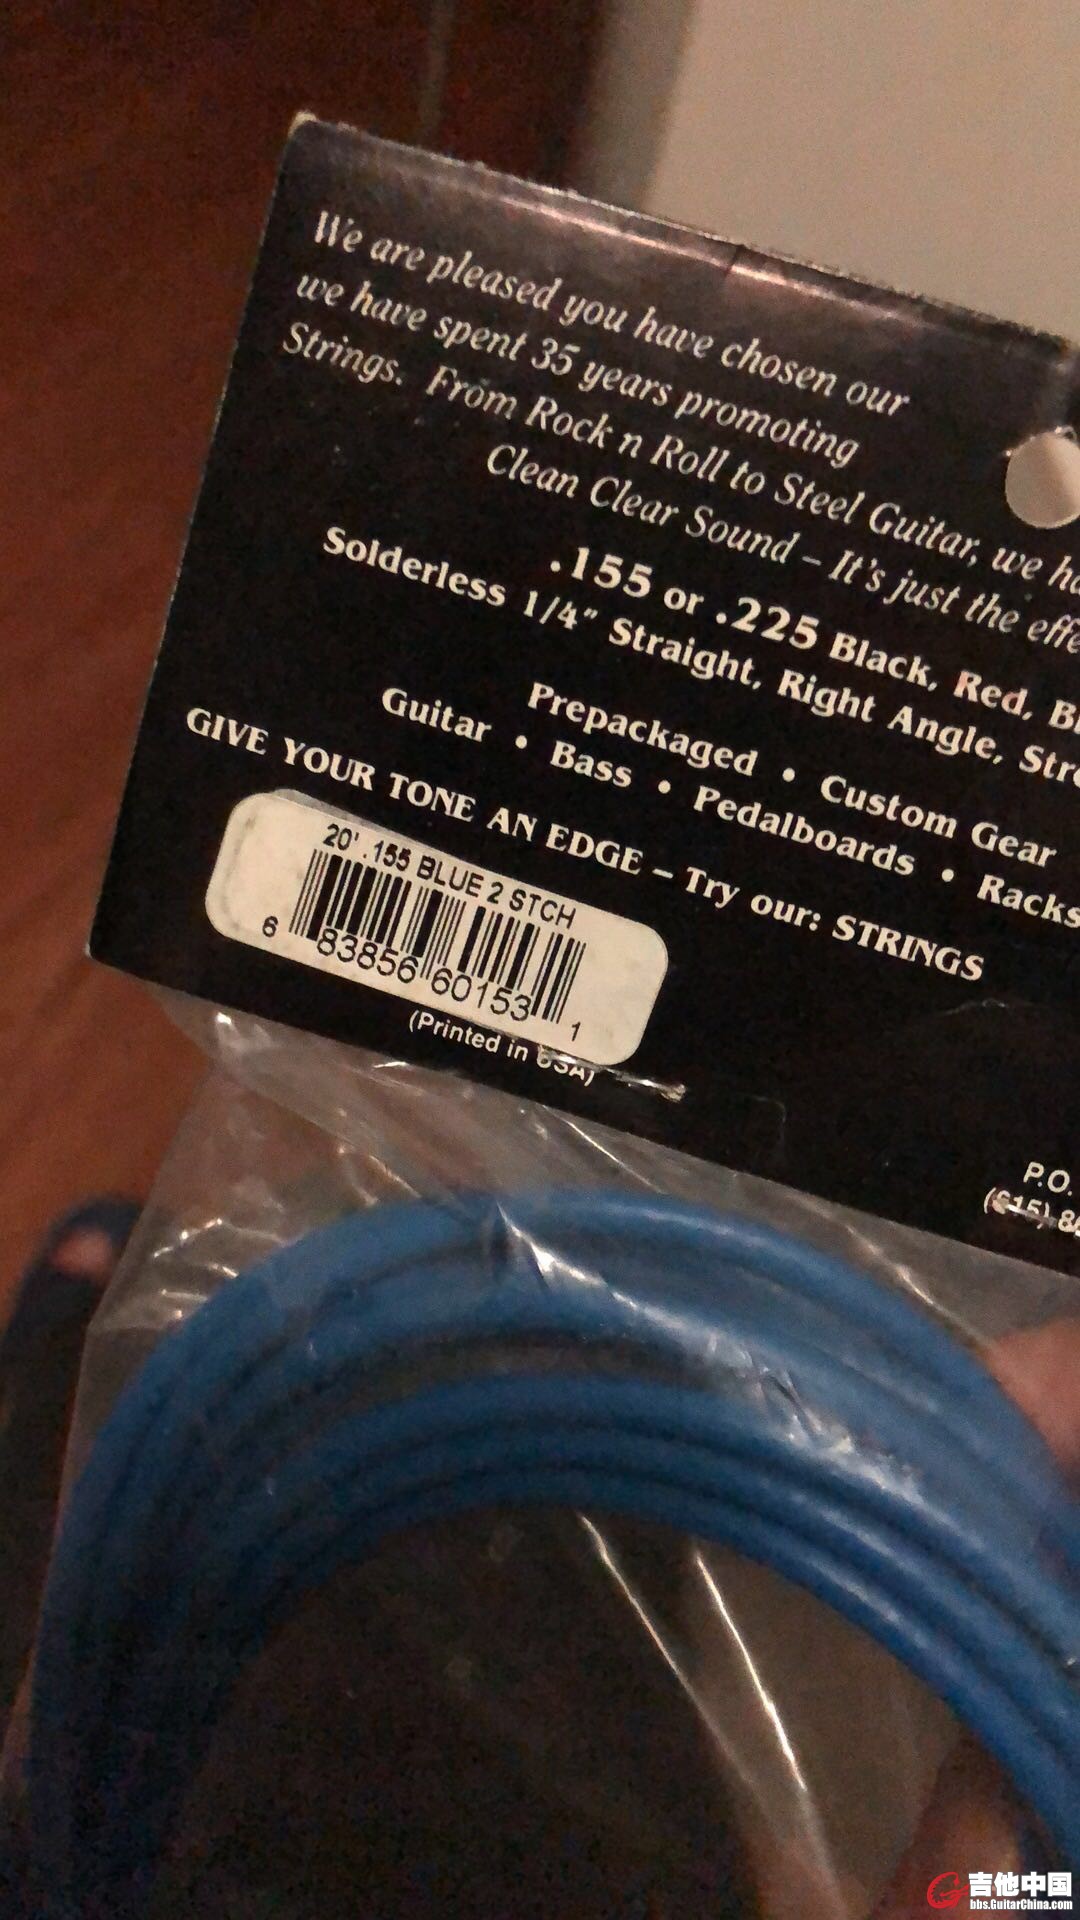 We are pleased you have chosen our
we have spent 35 years promoting
Strings. From Rock n Roll to Steel Guitar, we
Clean Clear Sound – It's just the
.155 or .225 Black, Red,
Solderless 1/4" Straight, Right Angle,
Prepackaged • Custom Gear
Guitar • Bass • Pedalboards • Racks
GIVE YOUR TONE AN EDGE – Try our: STRINGS
20' .155 BLUE 2 STCH
6 83856 60153 1
(Printed in USA)
P.O.
(615)
吉他中国
bbs.GuitarChina.com